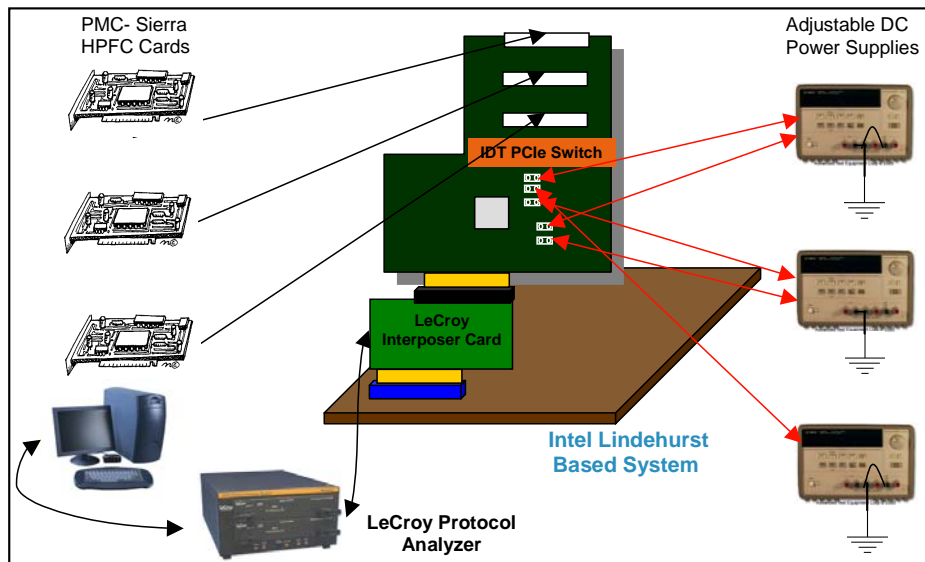 PMC- Sierra
HPFC Cards
Adjustable DC
Power Supplies
IDT PCIe Switch
LeCroy
Interposer Card
Intel Lindehurst
Based System
LeCroy Protocol
Analyzer